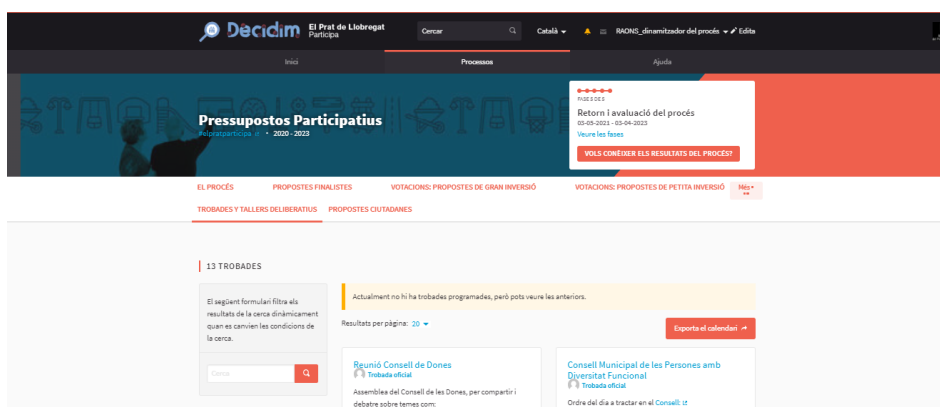 Decidim El Prat de Llobregat
Participa
Cercar
Català
RAONS_dinamitzador del procés
Edita
Inici
Processos
Ajuda
Pressupostos Participatius
#elpratparticipa • 2020 - 2023
FASE 5 DE 5
Retorn i avaluació del procés
03-05-2021 - 03-04-2023
Veure les fases
VOLS CONÈIXER ELS RESULTATS DEL PROCÉS?
EL PROCÉS
PROPOSTES FINALISTES
VOTACIONS: PROPOSTES DE GRAN INVERSIÓ
VOTACIONS: PROPOSTES DE PETITA INVERSIÓ
Més
TROBADES Y TALLERS DELIBERATIUS
PROPOSTES CIUTADANES
13 TROBADES
El següent formulari filtra els
resultats de la cerca dinàmicament
quan es canvien les condicions de
la cerca.
Cerca
Actualment no hi ha trobades programades, però pots veure les anteriors.
Resultats per pàgina: 20
Exporta el calendari
Reunió Consell de Dones
Trobada oficial
Assemblea del Consell de les Dones, per compartir i
debatre sobre temes com:
Consell Municipal de les Persones amb
Diversitat Funcional
Trobada oficial
Ordre del dia a tractar en el Consell: